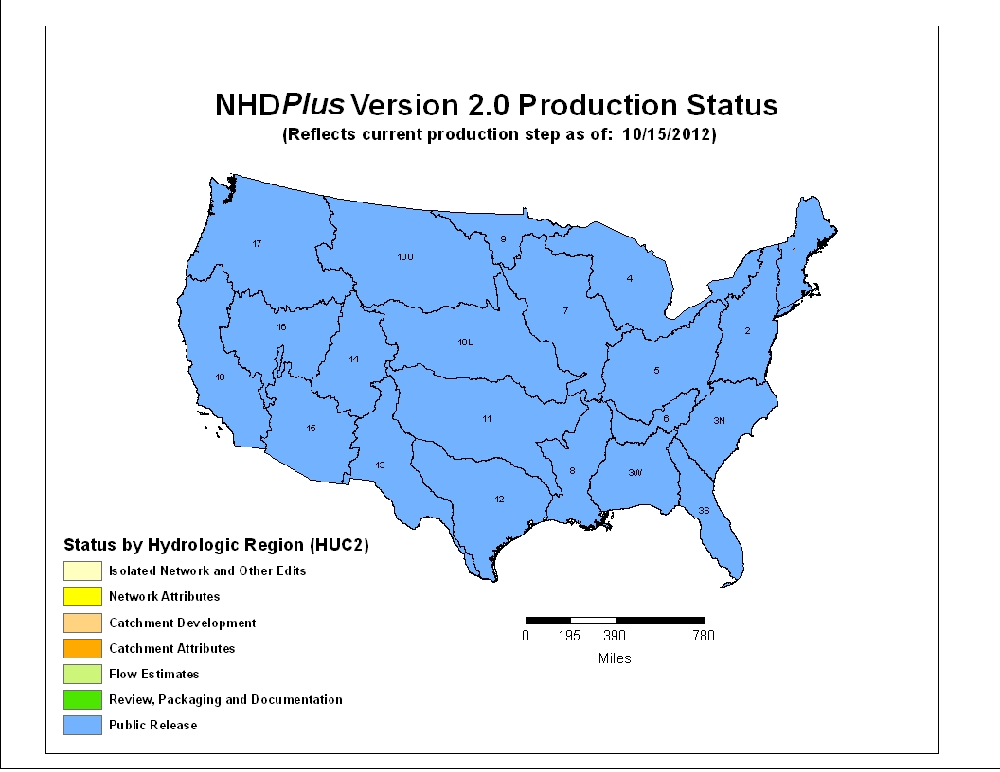 NHDPlus Version 2.0 Production Status
(Reflects current production step as of: 10/15/2012)
17
10U
9
4
1
7
2
16
10L
14
5
18
11
6
3N
15
13
8
3W
12
3S
Status by Hydrologic Region (HUC2)
Isolated Network and Other Edits
Network Attributes
Catchment Development
Catchment Attributes
Flow Estimates
Review, Packaging and Documentation
Public Release
0 195 390 780
Miles